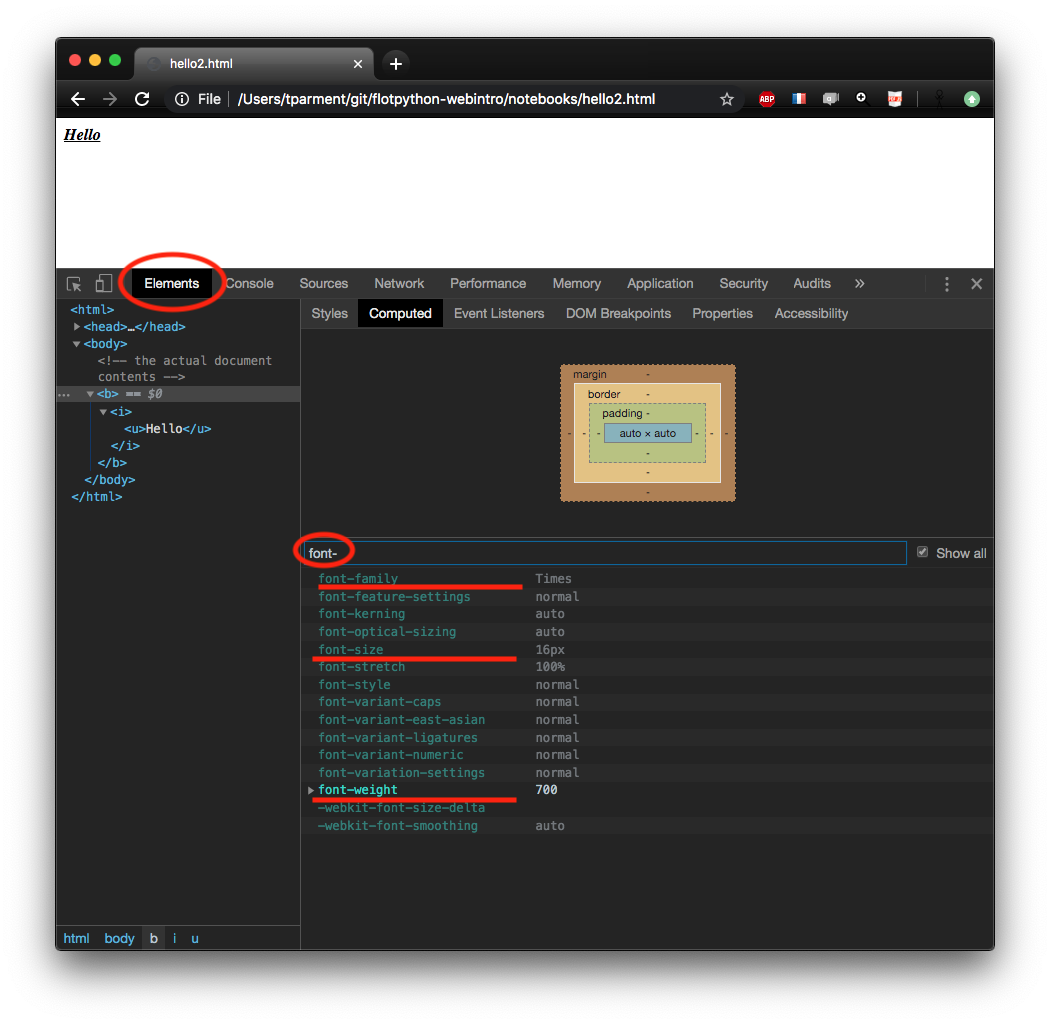 hello2.html
File /Users/tparment/git/flotpython-webintro/notebooks/hello2.html
ABP
Hello
Elements Console Sources Network Performance Memory Application Security Audits »
<html>
<head>…</head>
<body>
<!-- the actual document
contents -->
… <b> == $0
<i>
<u>Hello</u>
</i>
</b>
</body>
</html>
Styles Computed Event Listeners DOM Breakpoints Properties Accessibility
margin -
border -
padding -
- - - auto × auto - - -
-
-
-
font- Show all
font-family Times
font-feature-settings normal
font-kerning auto
font-optical-sizing auto
font-size 16px
font-stretch 100%
font-style normal
font-variant-caps normal
font-variant-east-asian normal
font-variant-ligatures normal
font-variant-numeric normal
font-variation-settings normal
font-weight 700
-webkit-font-size-delta
-webkit-font-smoothing auto
html body b i u